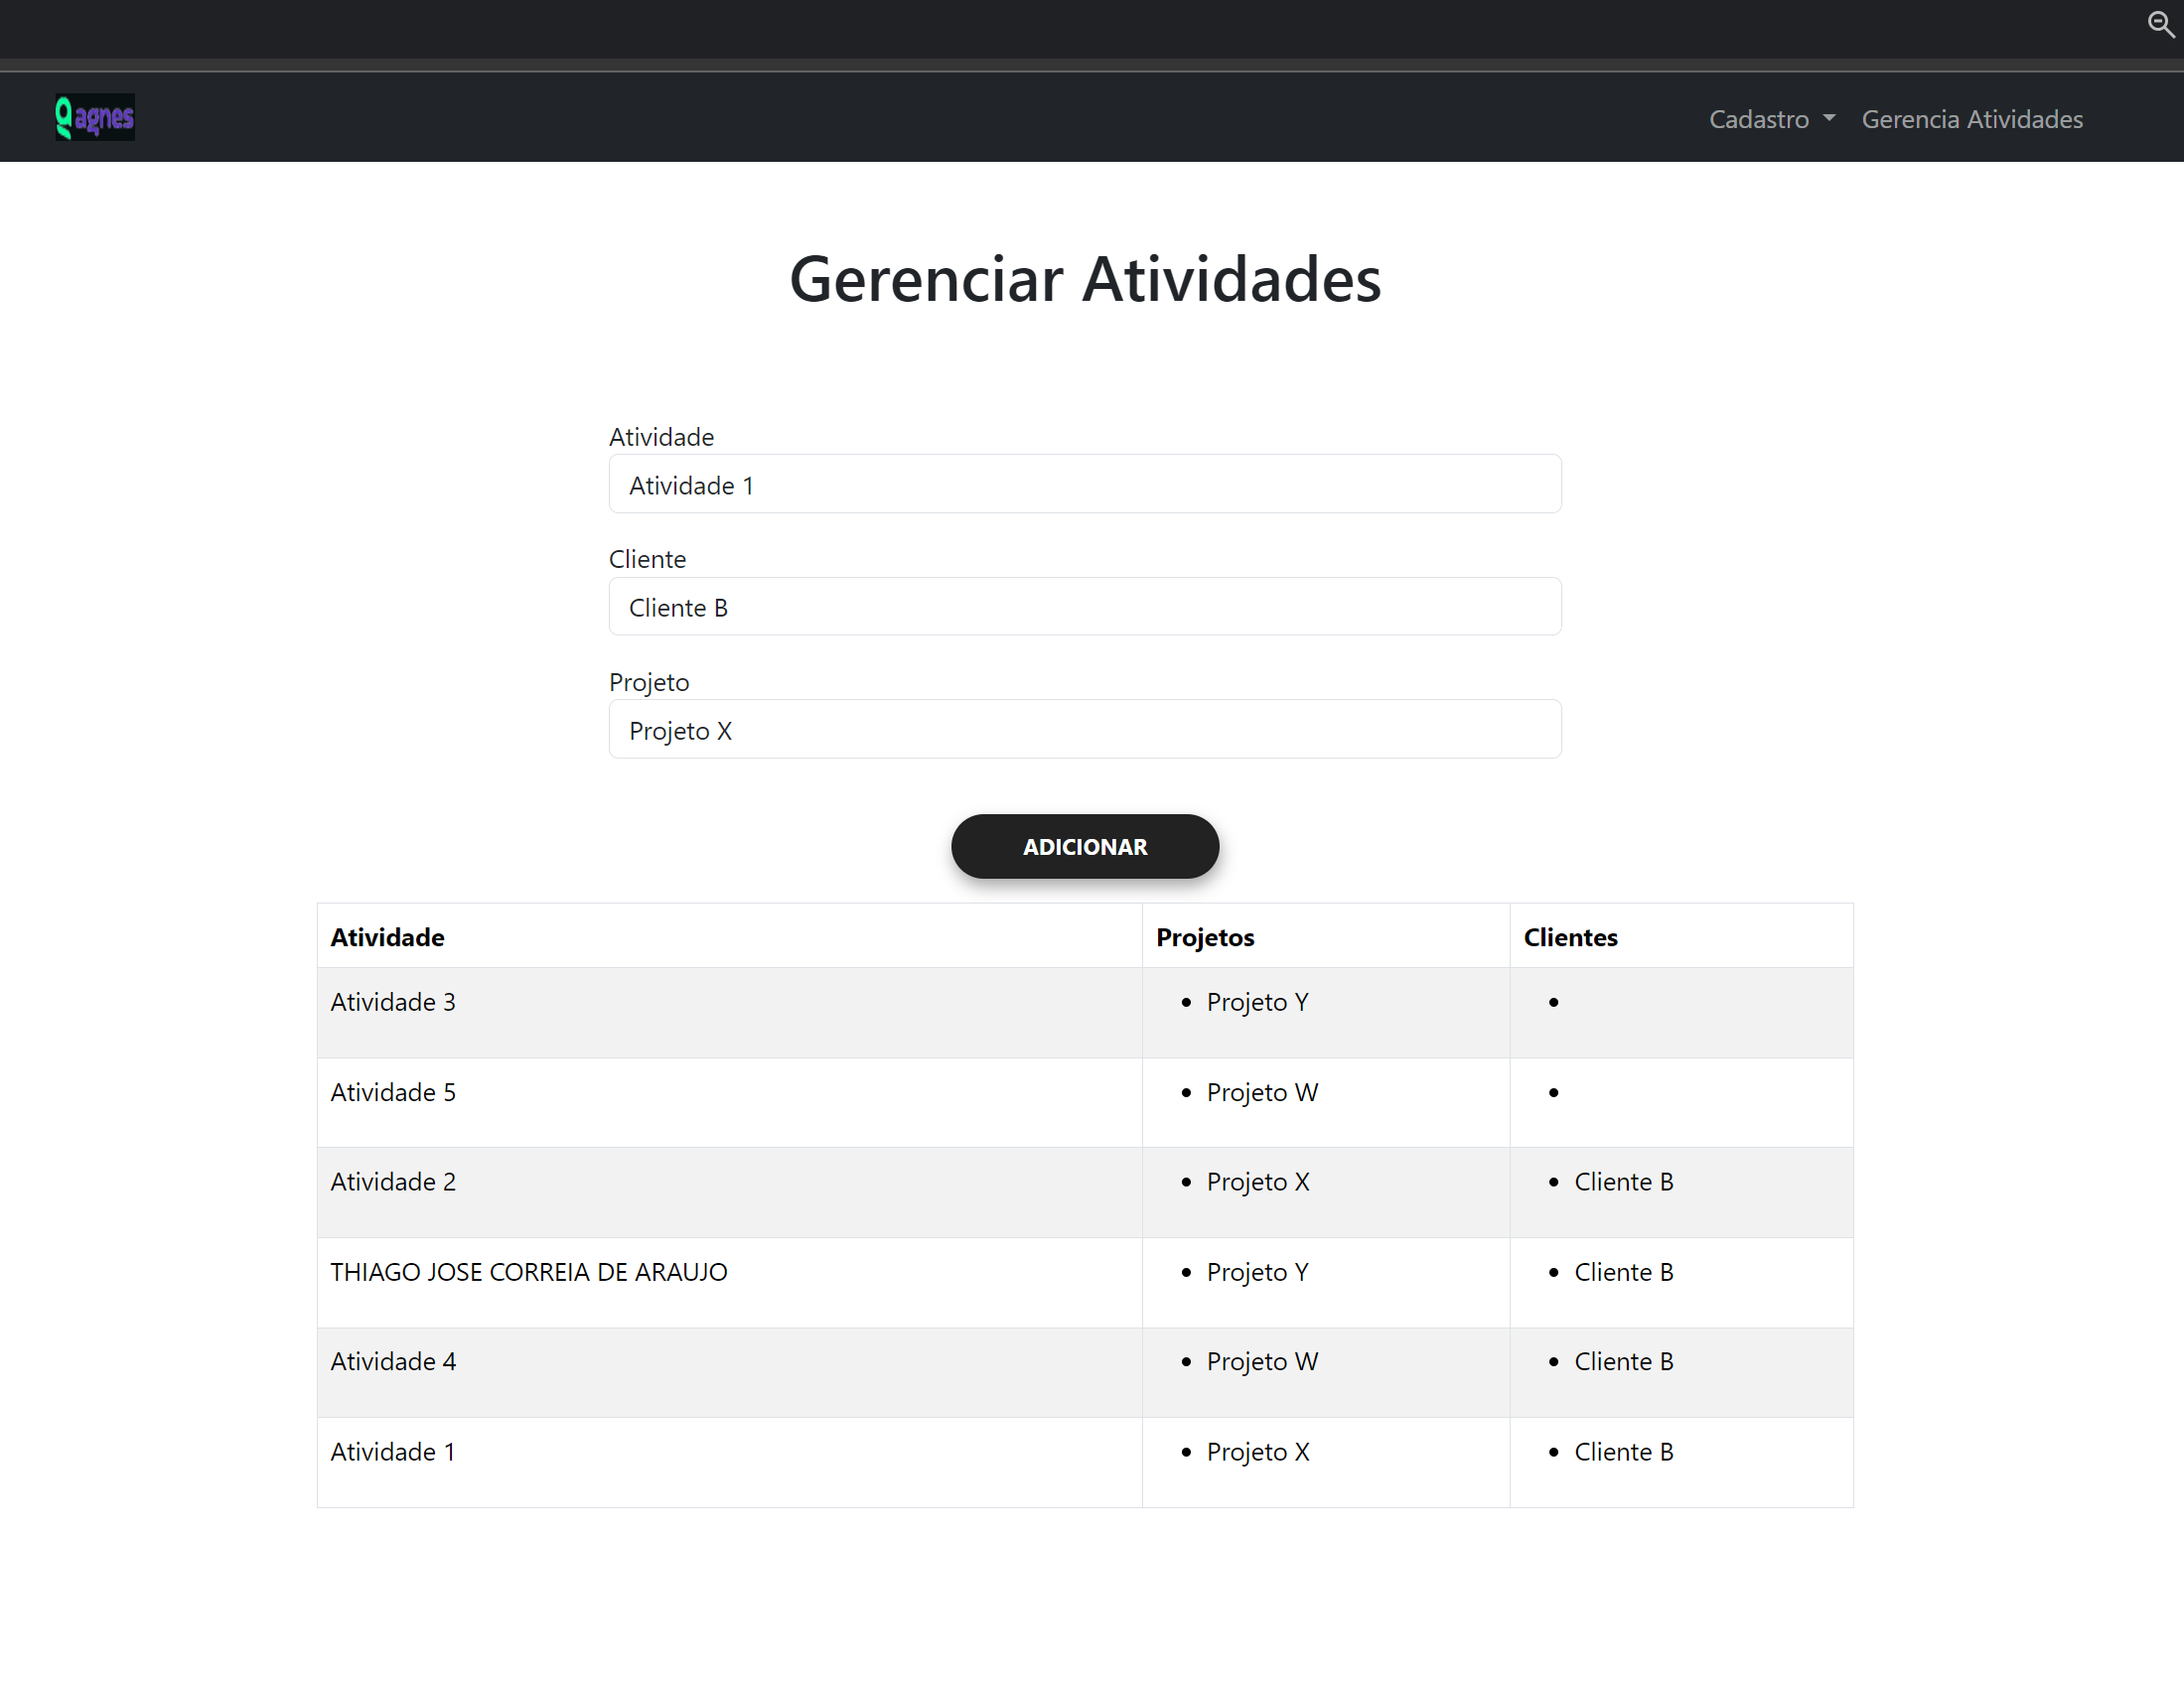 agnes
Cadastro Gerencia Atividades
Gerenciar Atividades
Atividade
Atividade 1
Cliente
Cliente B
Projeto
Projeto X
ADICIONAR
Atividade Projetos Clientes
Atividade 3 • Projeto Y •
Atividade 5 • Projeto W •
Atividade 2 • Projeto X • Cliente B
THIAGO JOSE CORREIA DE ARAUJO • Projeto Y • Cliente B
Atividade 4 • Projeto W • Cliente B
Atividade 1 • Projeto X • Cliente B